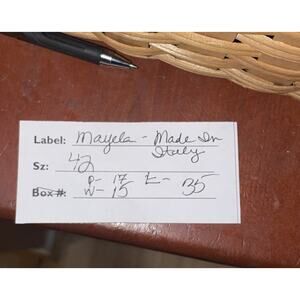 Label: Mayela - Made In
Italy
Sz: 42
P- 17 L- 35
Box #: W- 15